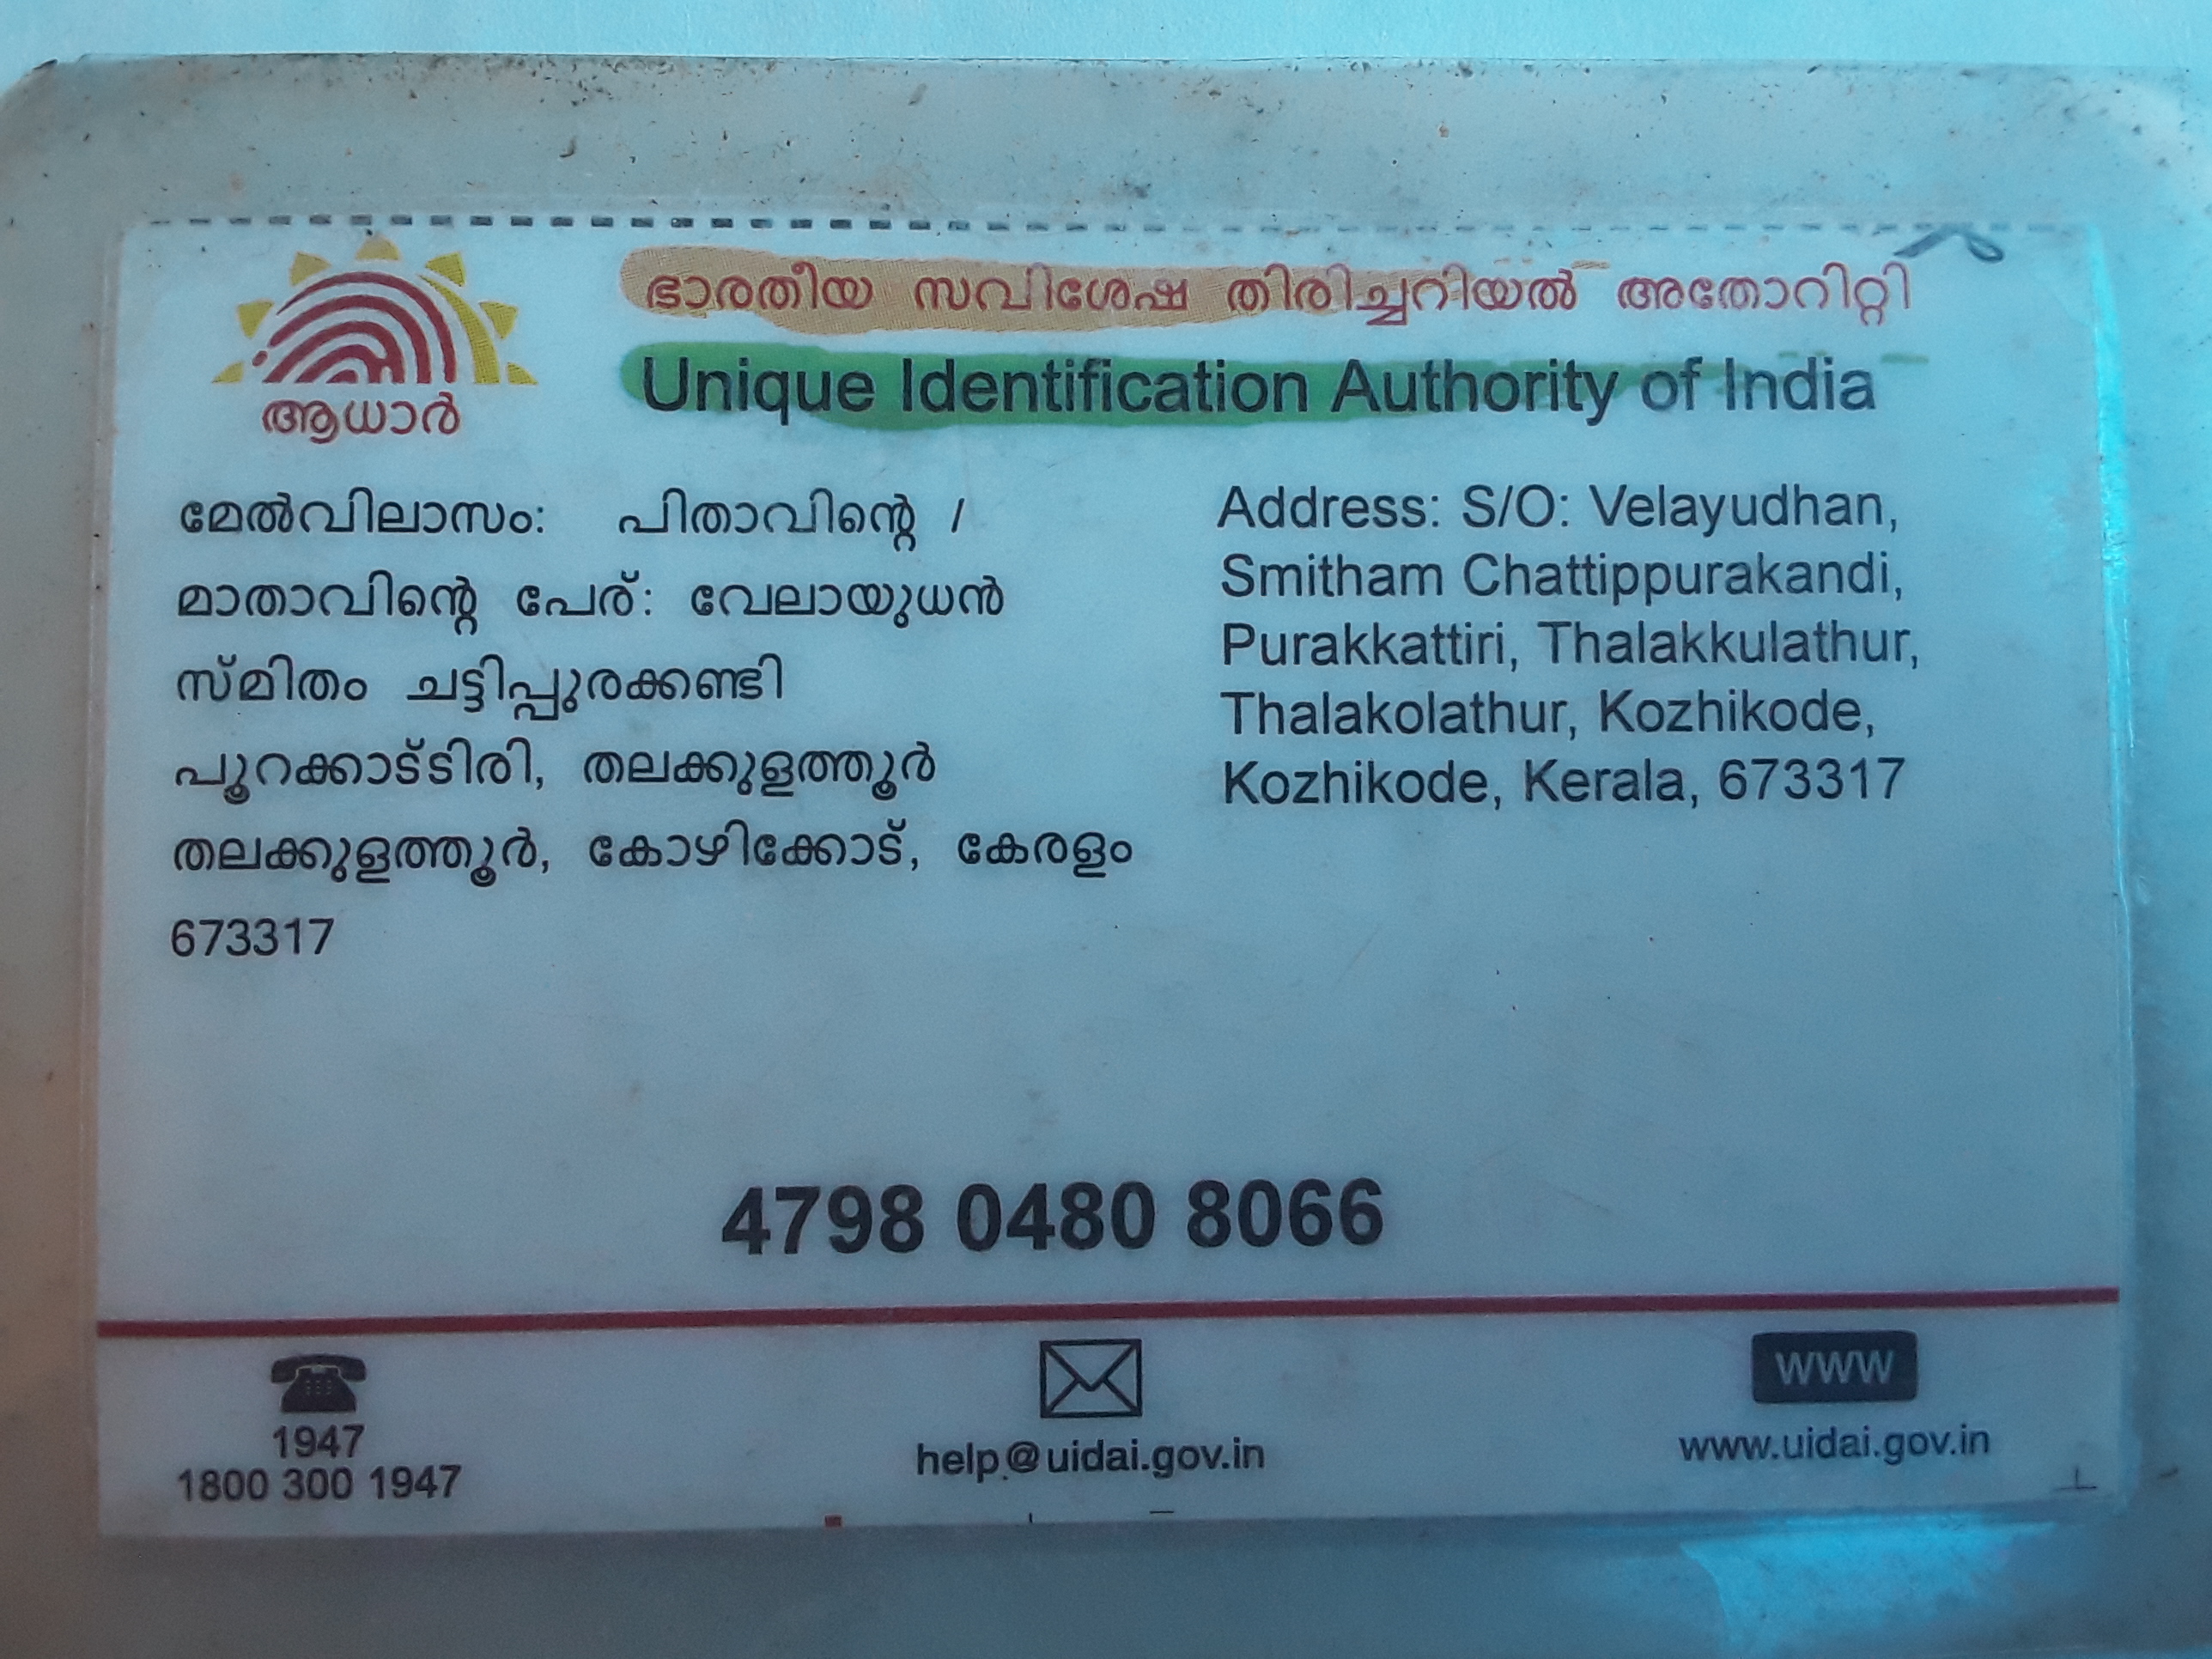 ഭാരതീയ സവിശേഷ തിരിച്ചറിയൽ അതോറിറ്റി
Unique Identification Authority of India
ആധാർ
മേൽവിലാസം: പിതാവിന്റെ /
മാതാവിന്റെ പേര്: വേലായുധൻ
സ്മിതം ചട്ടിപ്പുരക്കണ്ടി
പൂറക്കാട്ടിരി, തലക്കുളത്തൂർ
തലക്കുളത്തൂർ, കോഴിക്കോട്, കേരളം
673317
Address: S/O: Velayudhan,
Smitham Chattippurakandi,
Purakkattiri, Thalakkulathur,
Thalakolathur, Kozhikode,
Kozhikode, Kerala, 673317
4798 0480 8066
1947
1800 300 1947
help@uidai.gov.in
WWW
www.uidai.gov.in